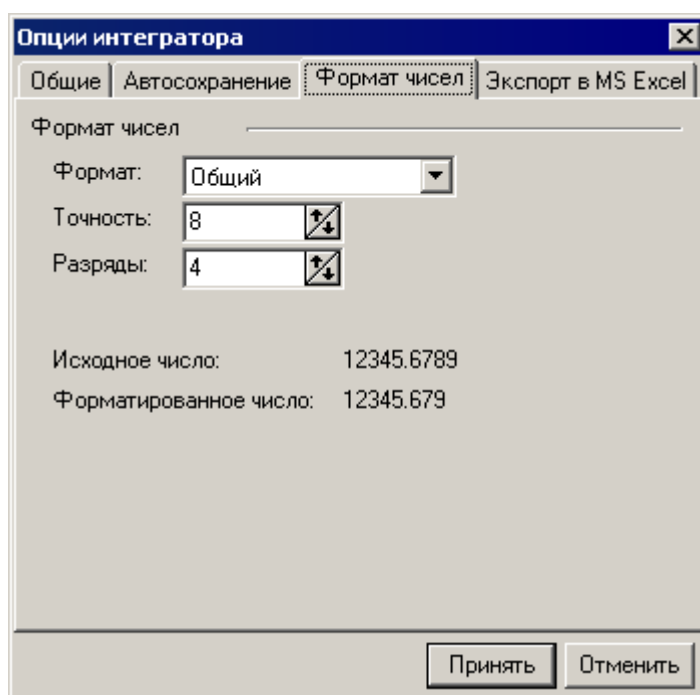 Опции интегратора
Общие Автосохранение Формат чисел Экспорт в MS Excel
Формат чисел
Формат: Общий
Точность: 8
Разряды: 4
Исходное число: 12345.6789
Форматированное число: 12345.679
Принять Отменить